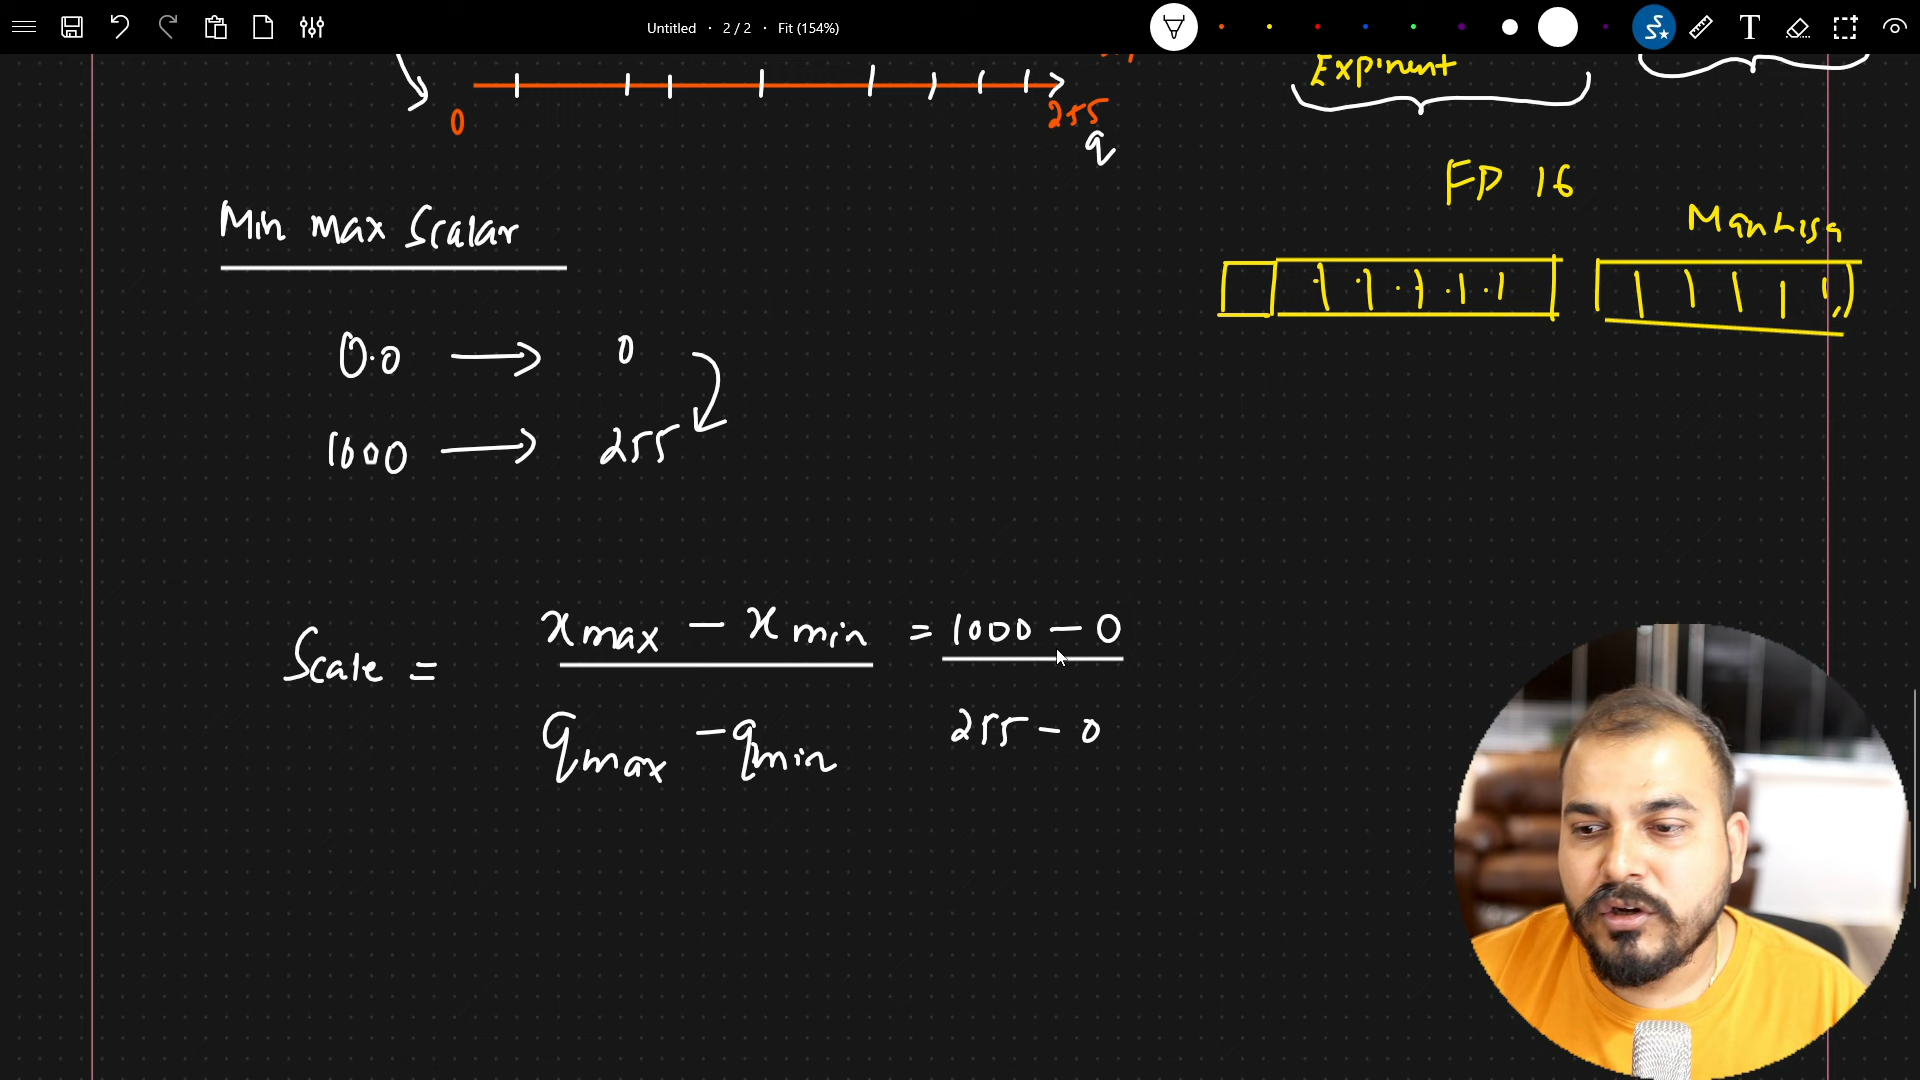 Untitled · 2 / 2 · Fit (154%)
T
Exponent
0
255
q
FP 16
Min max Scalar
Mantisa
0.0 → 0
1000 → 255
Scale = xmax - xmin = 1000 - 0
qmax - qmin 255 - 0